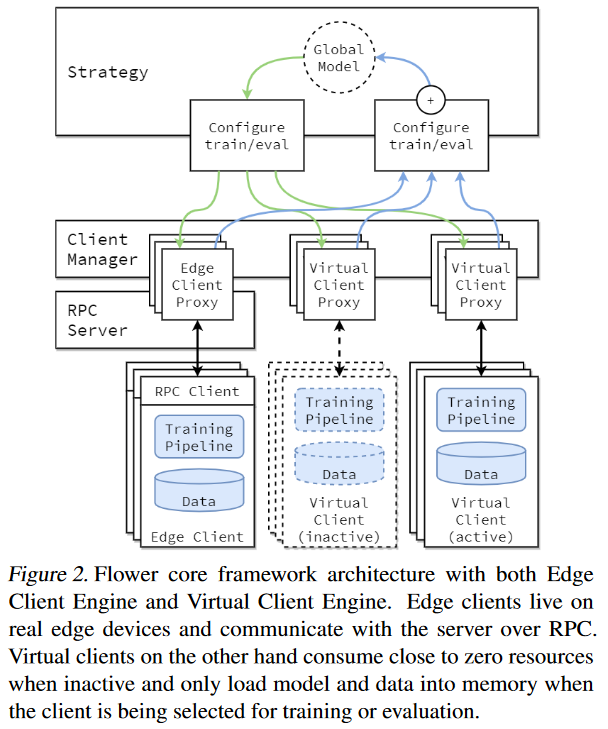 Strategy
Global
Model
+
Configure
train/eval
Configure
train/eval
Client
Manager
Edge
Client
Proxy
Virtual
Client
Proxy
Virtual
Client
Proxy
RPC
Server
RPC Client
Training
Pipeline
Data
Edge Client
Training
Pipeline
Data
Virtual
Client
(inactive)
Training
Pipeline
Data
Virtual
Client
(active)
Figure 2. Flower core framework architecture with both Edge
Client Engine and Virtual Client Engine. Edge clients live on
real edge devices and communicate with the server over RPC.
Virtual clients on the other hand consume close to zero resources
when inactive and only load model and data into memory when
the client is being selected for training or evaluation.